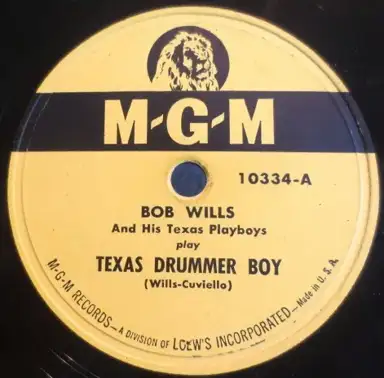 M-G-M
10334-A
BOB WILLS
And His Texas Playboys
play
TEXAS DRUMMER BOY
(Wills-Cuviello)
M-G-M RECORDS—A DIVISION OF LOEW'S INCORPORATED—Made in U. S. A.